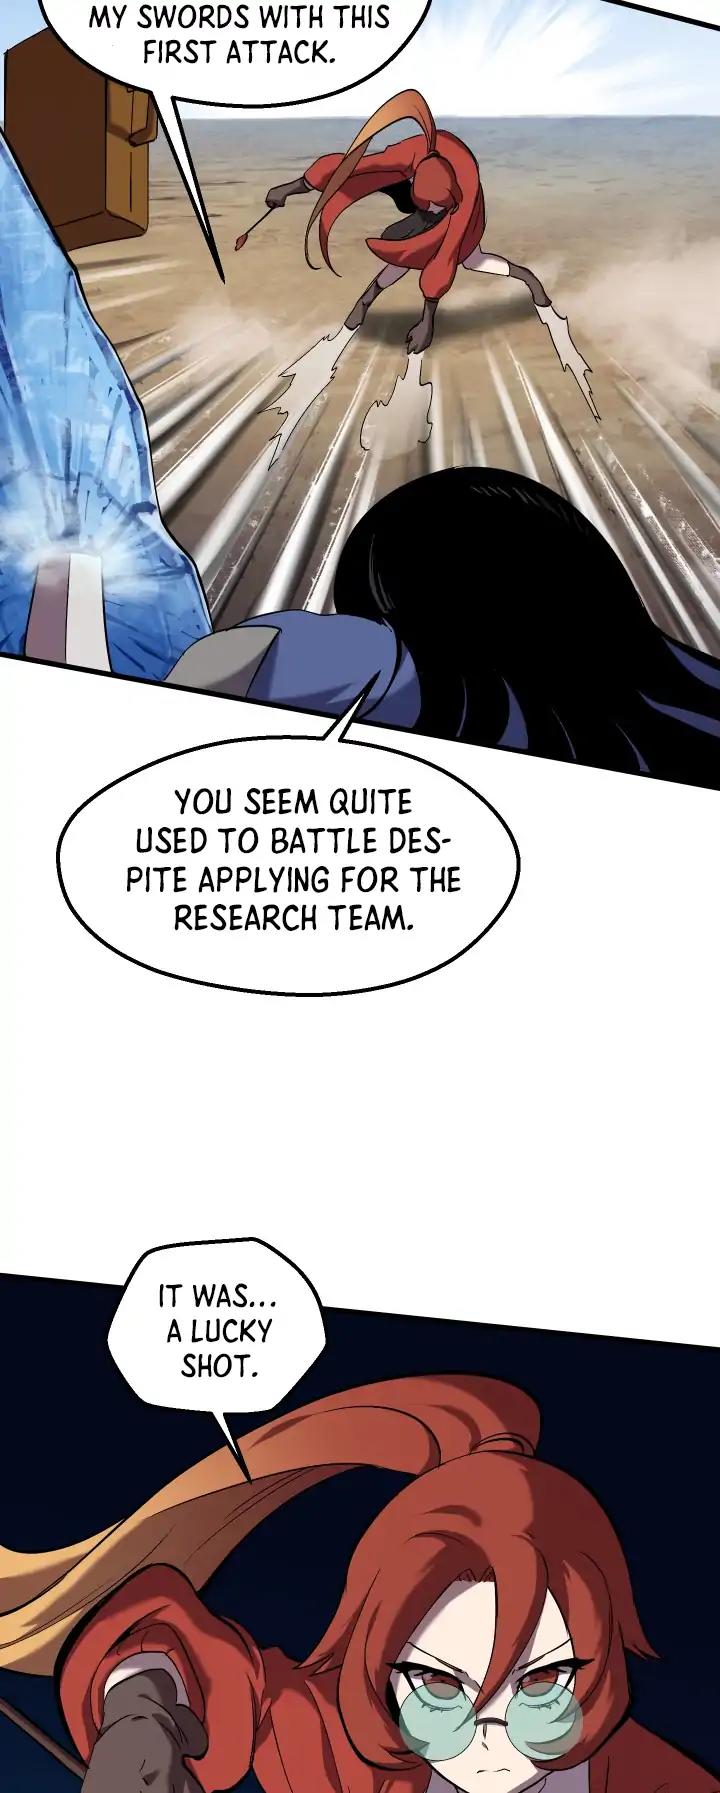 MY SWORDS WITH THIS
FIRST ATTACK.
YOU SEEM QUITE
USED TO BATTLE DES-
PITE APPLYING FOR THE
RESEARCH TEAM.
IT WAS...
A LUCKY
SHOT.